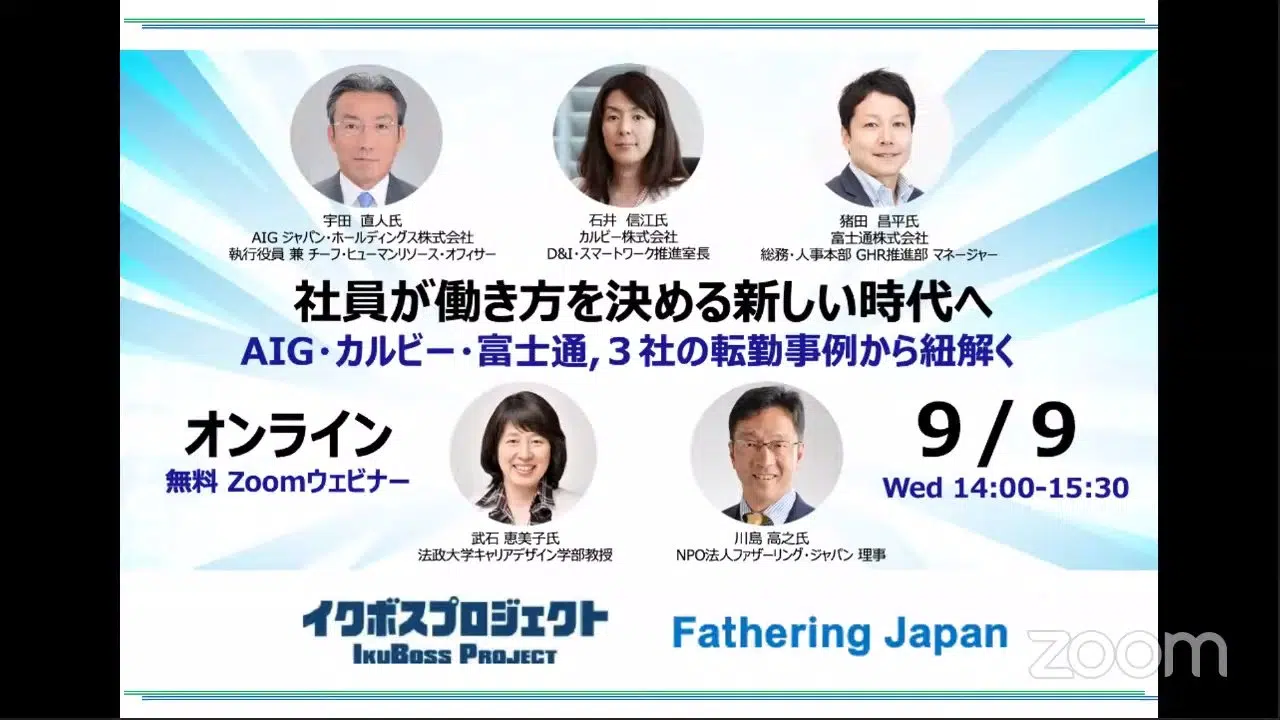 宇田 直人氏
AIG ジャパン・ホールディングス株式会社
執行役員 兼 チーフ・ヒューマンリソース・オフィサー
石井 信江氏
カルビー株式会社
D&I・スマートワーク推進室長
猪田 昌平氏
富士通株式会社
総務・人事本部 GHR推進部 マネージャー
社員が働き方を決める新しい時代へ
AIG・カルビー・富士通,３社の転勤事例から紐解く
オンライン
無料 Zoomウェビナー
9/9
Wed 14:00-15:30
武石 恵美子氏
法政大学キャリアデザイン学部教授
川島 高之氏
NPO法人ファザーリング・ジャパン 理事
イクボスプロジェクト
IKUBOSS PROJECT
Fathering Japan
zoom